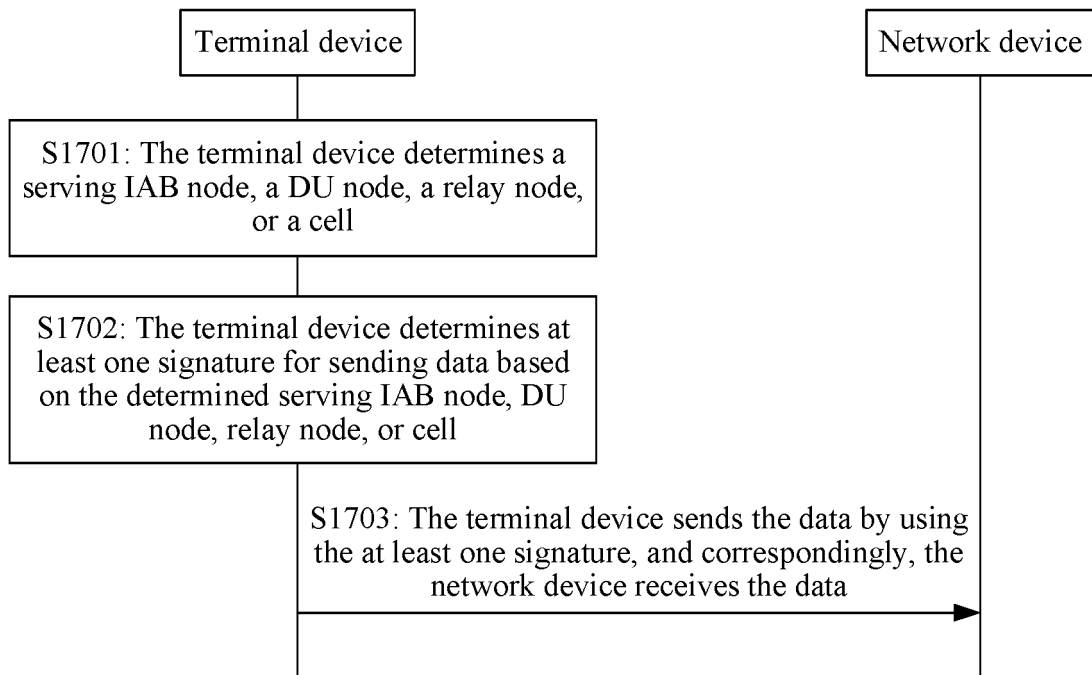 Terminal device
Network device
S1701: The terminal device determines a
serving IAB node, a DU node, a relay node,
or a cell
S1702: The terminal device determines at
least one signature for sending data based
on the determined serving IAB node, DU
node, relay node, or cell
S1703: The terminal device sends the data by using
the at least one signature, and correspondingly, the
network device receives the data